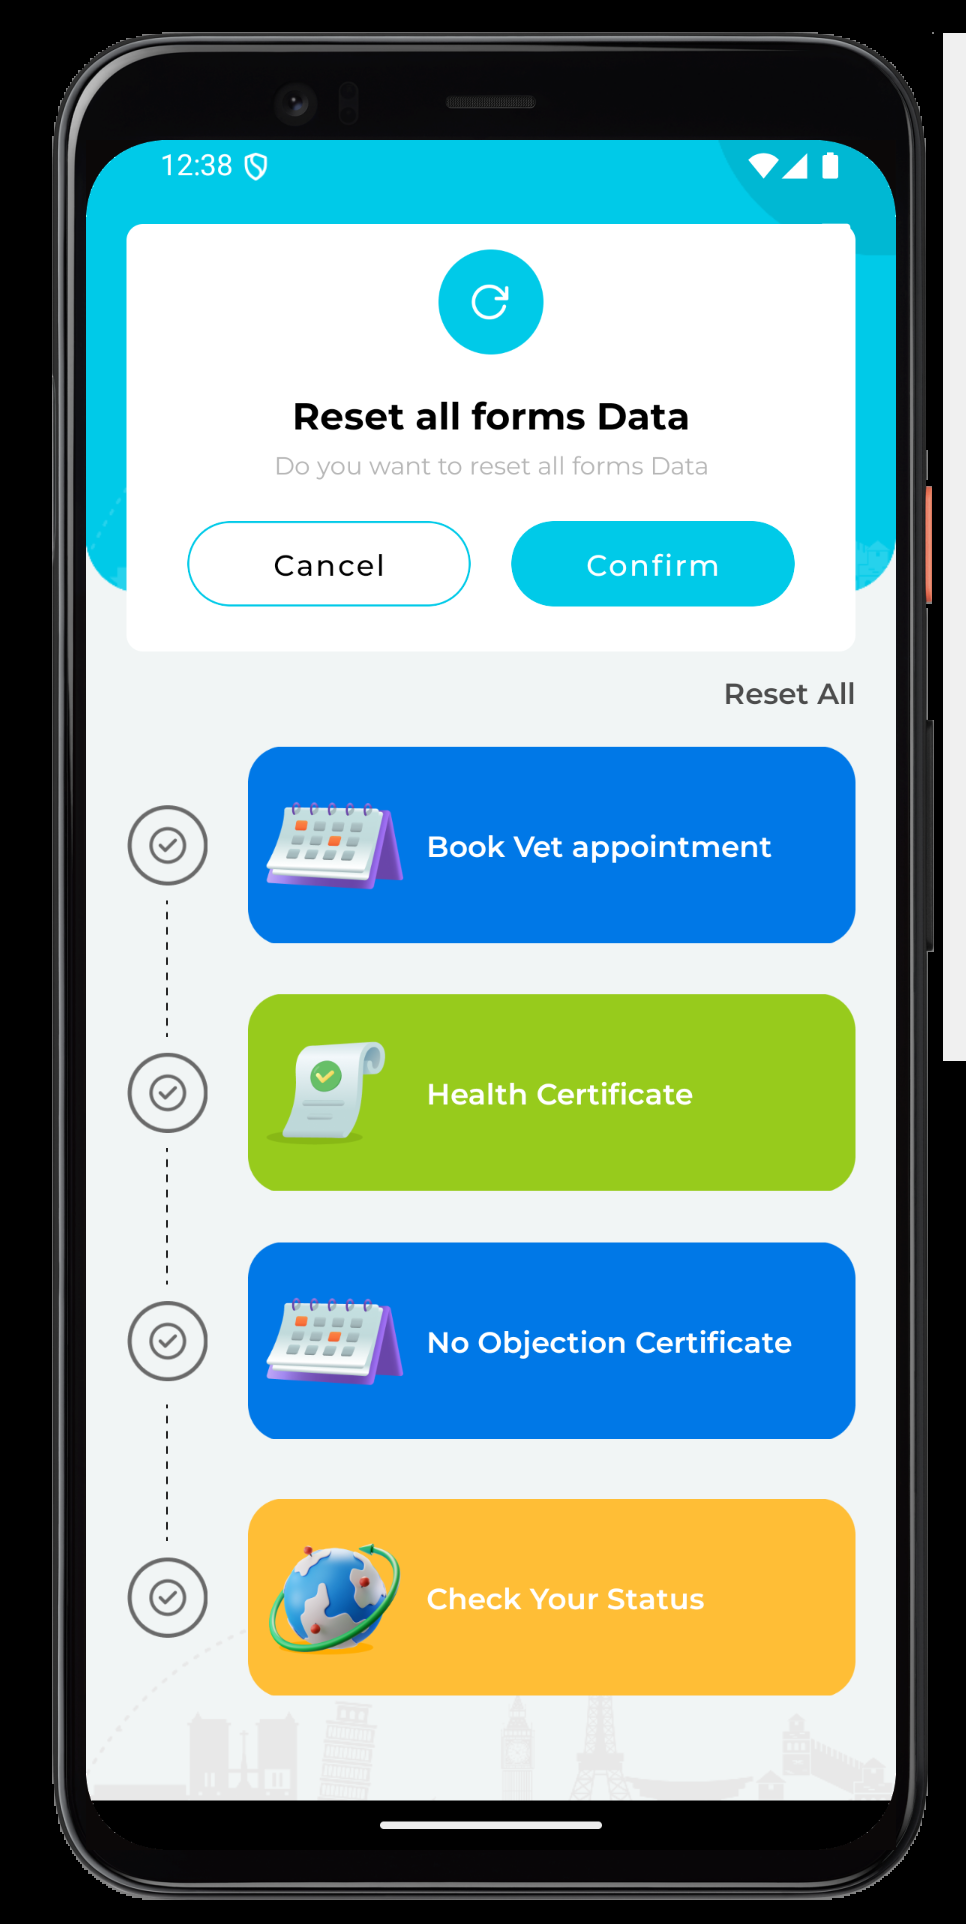 12:38
Reset all forms Data
Do you want to reset all forms Data
Cancel
Confirm
Reset All
Book Vet appointment
Health Certificate
No Objection Certificate
Check Your Status